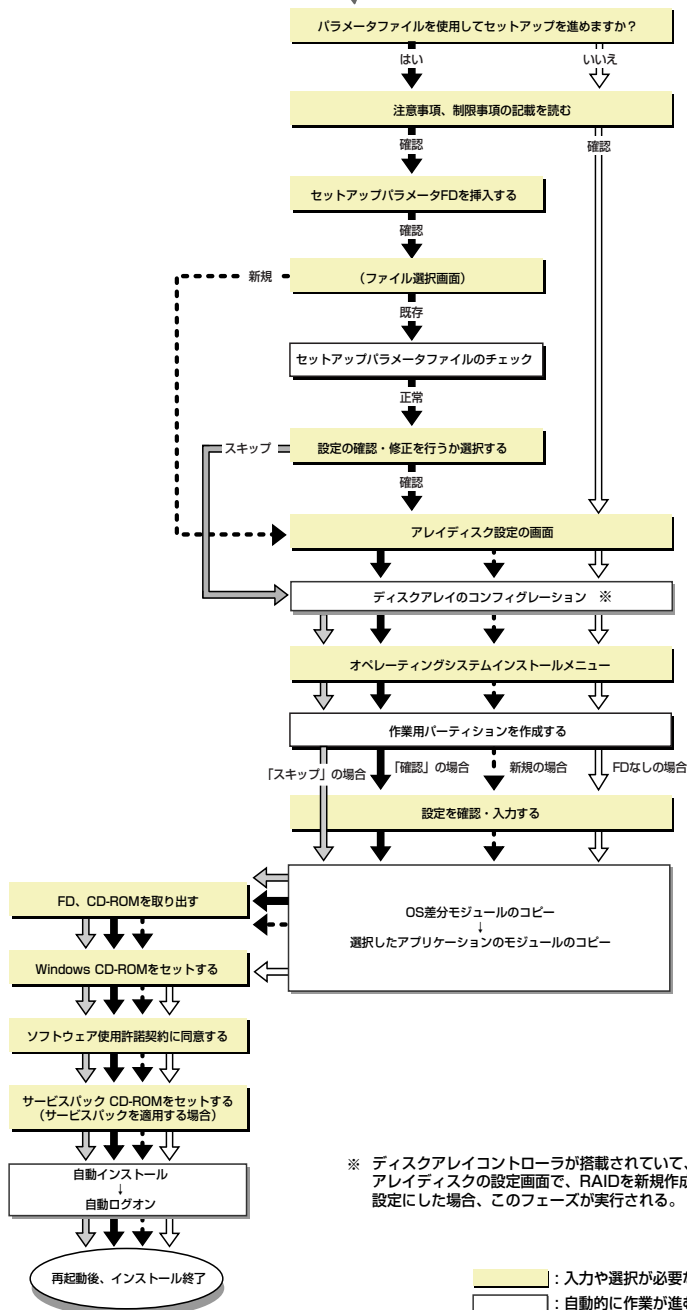 パラメータファイルを使用してセットアップを進めますか？
はい
いいえ
注意事項、制限事項の記載を読む
確認
確認
セットアップパラメータFDを挿入する
確認
新規
（ファイル選択画面）
既存
セットアップパラメータファイルのチェック
正常
スキップ
設定の確認・修正を行うか選択する
確認
アレイディスク設定の画面
ディスクアレイのコンフィグレーション ※
オペレーティングシステムインストールメニュー
作業用パーティションを作成する
「スキップ」の場合
「確認」の場合
新規の場合
FDなしの場合
設定を確認・入力する
OS差分モジュールのコピー
↓
選択したアプリケーションのモジュールのコピー
FD、CD-ROMを取り出す
Windows CD-ROMをセットする
ソフトウェア使用許諾契約に同意する
サービスパック CD-ROMをセットする
（サービスパックを適用する場合）
自動インストール
↓
自動ログオン
再起動後、インストール終了
※ ディスクアレイコントローラが搭載されていて、
アレイディスクの設定画面で、RAIDを新規作成
設定にした場合、このフェーズが実行される。
：入力や選択が必要
：自動的に作業が進